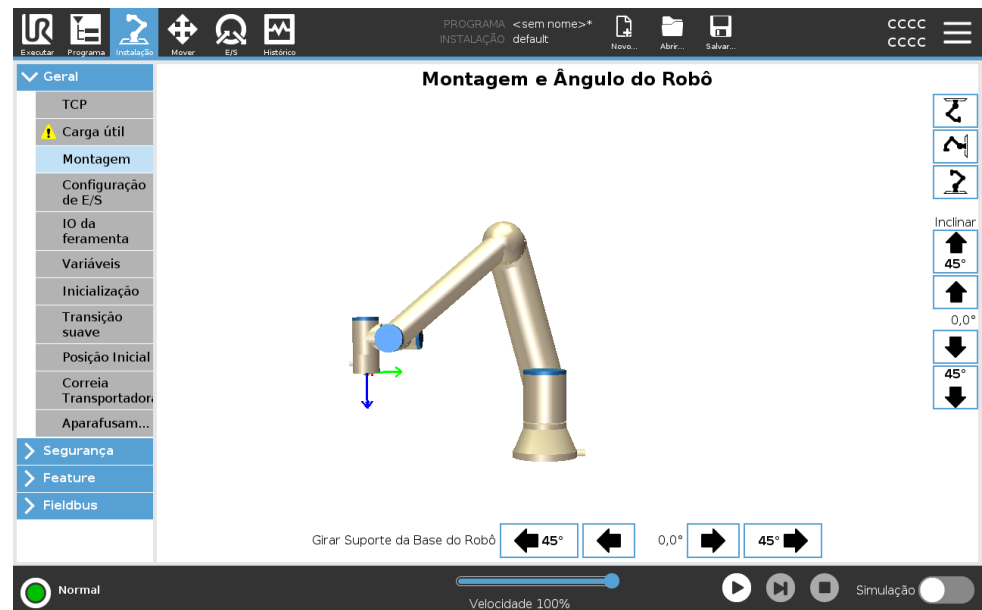 UR
PROGRAMA <sem nome>*
INSTALAÇÃO default
cccc
cccc
Executar Programa Instalação Mover E/S Histórico Novo... Abrir... Salvar...
Geral
TCP
Carga útil
Montagem
Configuração
de E/S
IO da
feramenta
Variáveis
Inicialização
Transição
suave
Posição Inicial
Correia
Transportadora
Aparafusam...
Segurança
Feature
Fieldbus
Montagem e Ângulo do Robô
Inclinar
45°
0,0°
45°
Girar Suporte da Base do Robô 45° 0,0° 45°
Normal
Velocidade 100%
Simulação